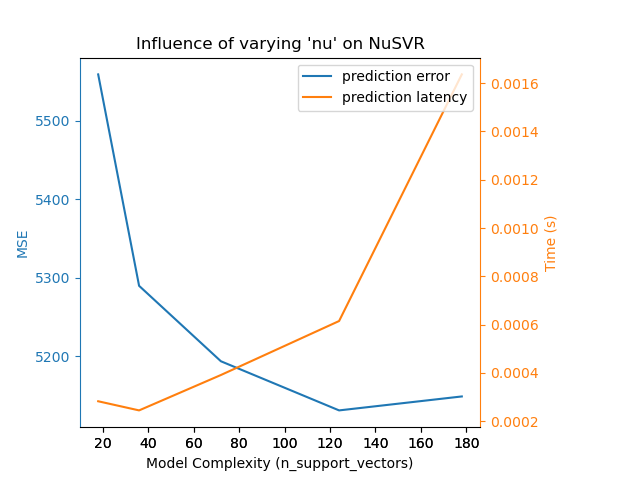 Influence of varying 'nu' on NuSVR
prediction error
prediction latency
MSE
5500
5400
5300
5200
0.0016
0.0014
0.0012
0.0010
0.0008
0.0006
0.0004
0.0002
Time (s)
20 40 60 80 100 120 140 160 180
Model Complexity (n_support_vectors)